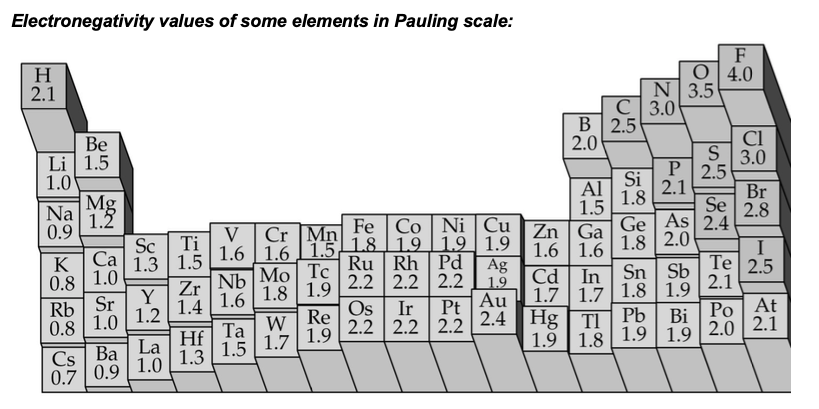 Electronegativity values of some elements in Pauling scale:
H
2.1
Be
1.5
Li
1.0
Na
0.9
Mg
1.2
K
0.8
Ca
1.0
Sc
1.3
Ti
1.5
V
1.6
Cr
1.6
Mn
1.5
Fe
1.8
Co
1.9
Ni
1.9
Cu
1.9
Zn
1.6
Ga
1.6
Ge
1.8
As
2.0
Se
2.4
Br
2.8
B
2.0
C
2.5
N
3.0
O
3.5
F
4.0
Al
1.5
Si
1.8
P
2.1
S
2.5
Cl
3.0
Rb
0.8
Sr
1.0
Y
1.2
Zr
1.4
Nb
1.6
Mo
1.8
Tc
1.9
Ru
2.2
Rh
2.2
Pd
2.2
Ag
1.9
Cd
1.7
In
1.7
Sn
1.8
Sb
1.9
Te
2.1
I
2.5
Cs
0.7
Ba
0.9
La
1.0
Hf
1.3
Ta
1.5
W
1.7
Re
1.9
Os
2.2
Ir
2.2
Pt
2.2
Au
2.4
Hg
1.9
Tl
1.8
Pb
1.9
Bi
1.9
Po
2.0
At
2.1